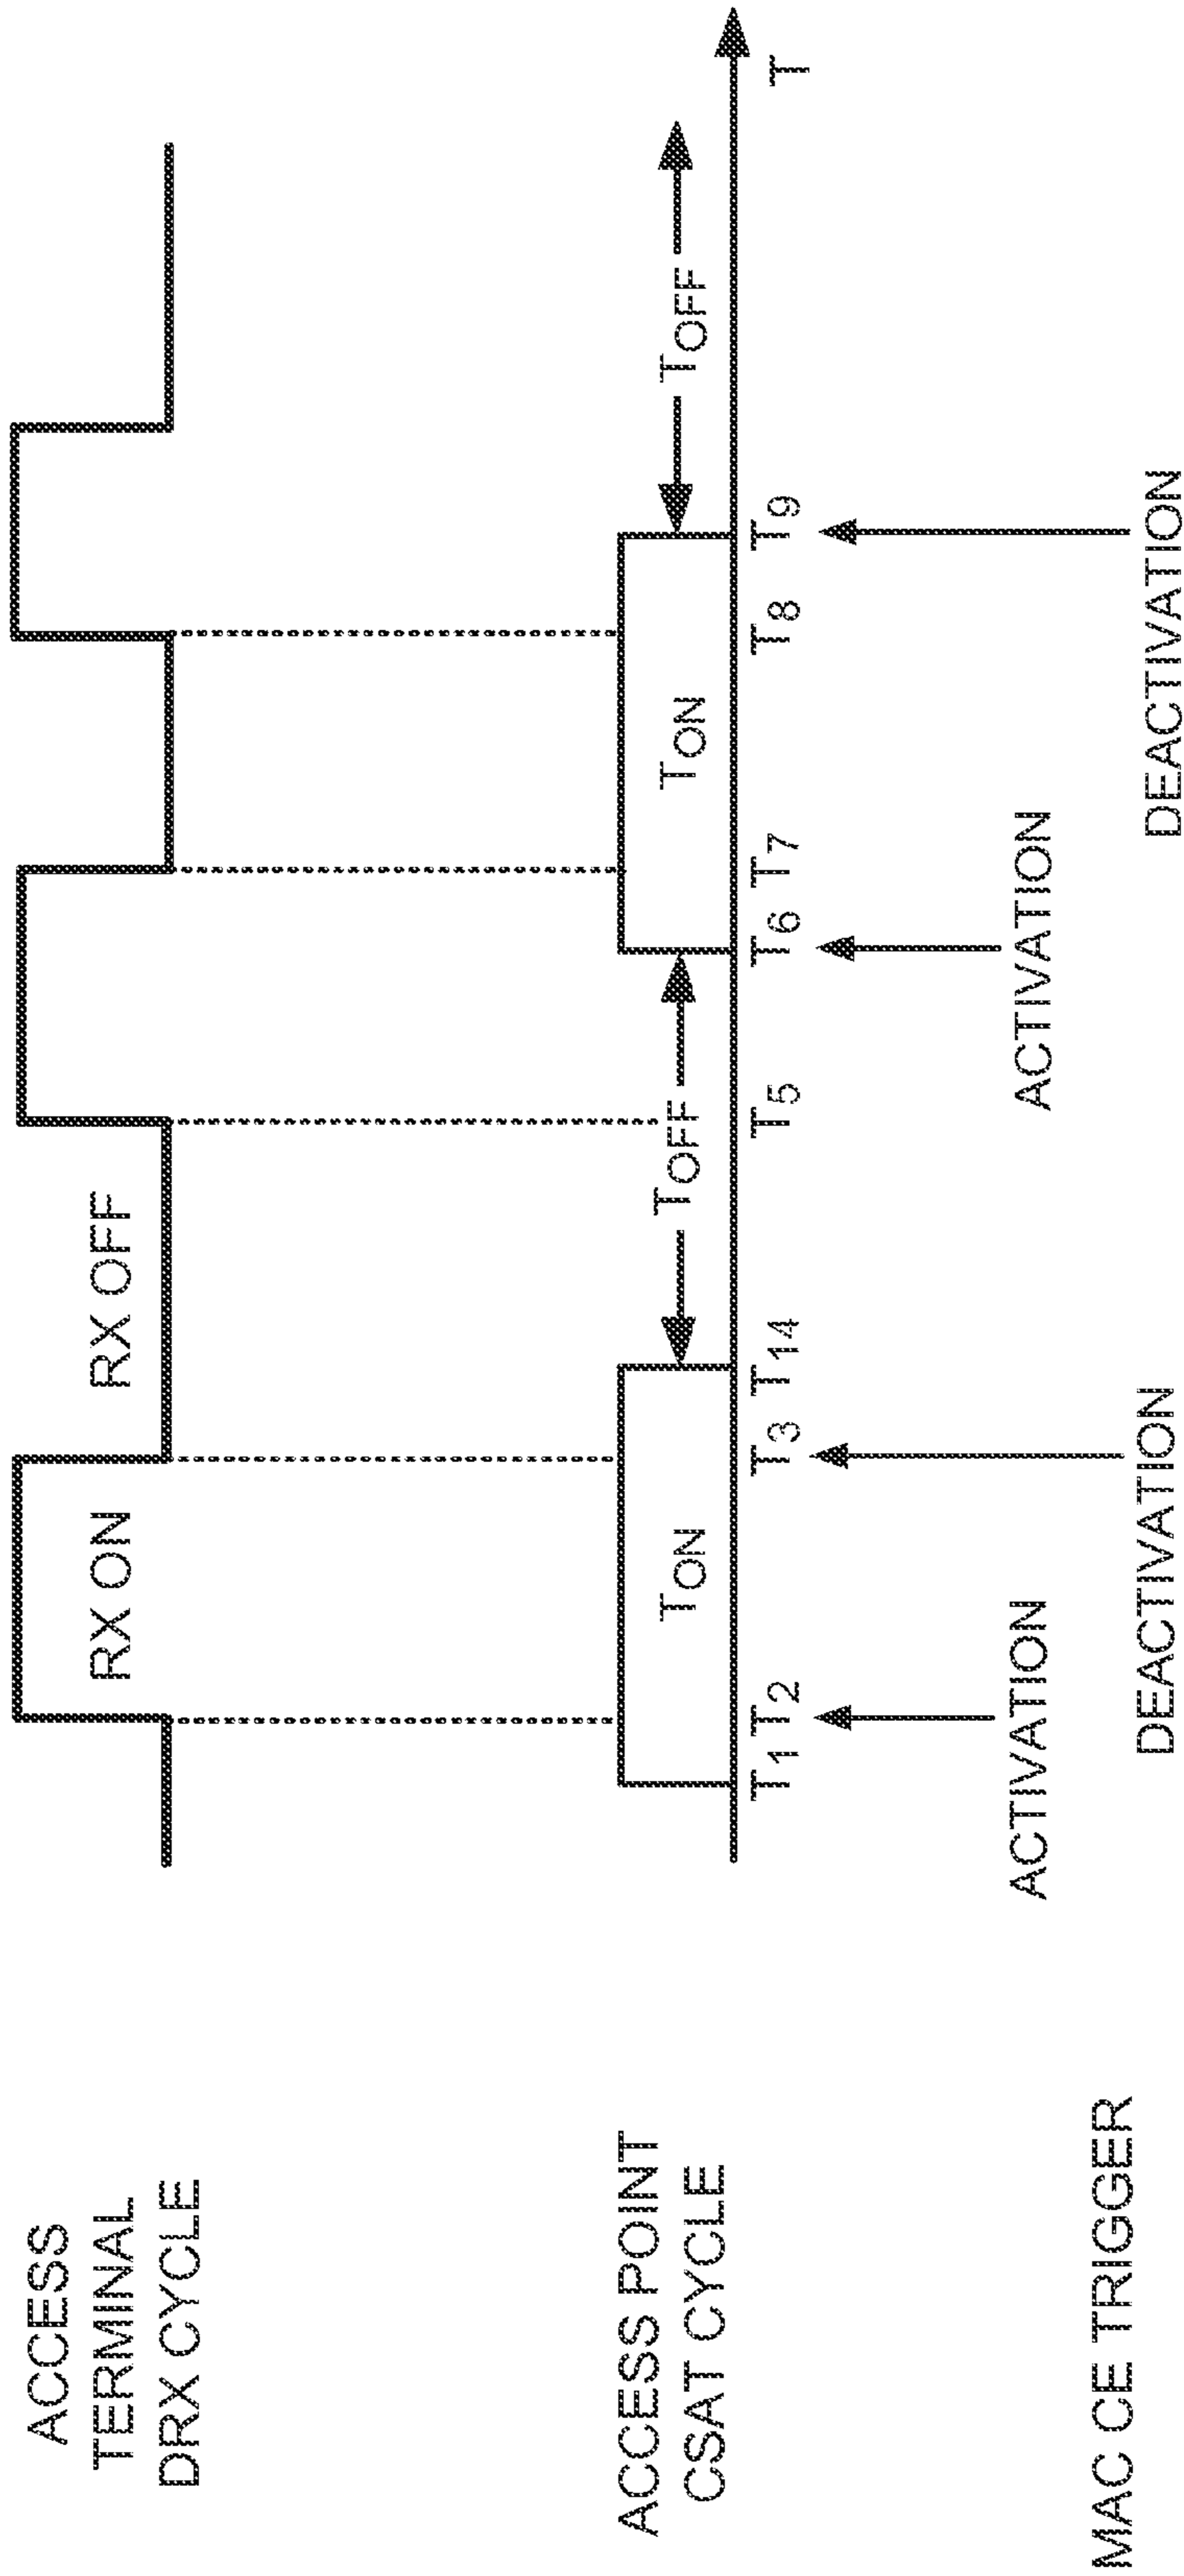 ACCESS
TERMINAL
DRX CYCLE
RX ON
RX OFF
ACCESS POINT
CSAT CYCLE
TON
TOFF
TON
TOFF
T1
T2
T3
T14
T5
T6
T7
T8
T9
T
MAC CE TRIGGER
ACTIVATION
DEACTIVATION
ACTIVATION
DEACTIVATION